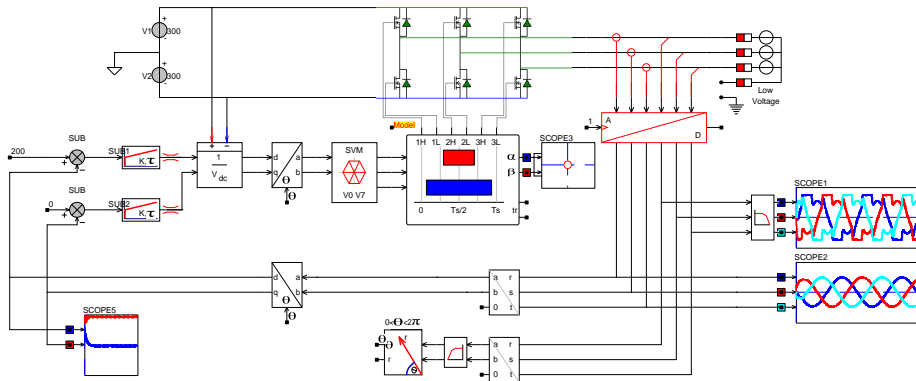 V1 300
V2 300
Low
Voltage
Model
1H 1L 2H 2L 3H 3L
SCOPE3
α
β
0 Ts/2 Ts tr
1 A
D
200
SUB
SUB1
K,τ
1
V dc
d a
q b
Θ
Θ
SVM
a a
b b
V0 V7
0
SUB
SUB2
K,τ
SCOPE1
SCOPE2
d a
q b
Θ
Θ
a r
b s
0 0 t
SCOPE5
0<Θ<2π
Θ
Θ
r
r
Θ
a r
b s
0 0 t